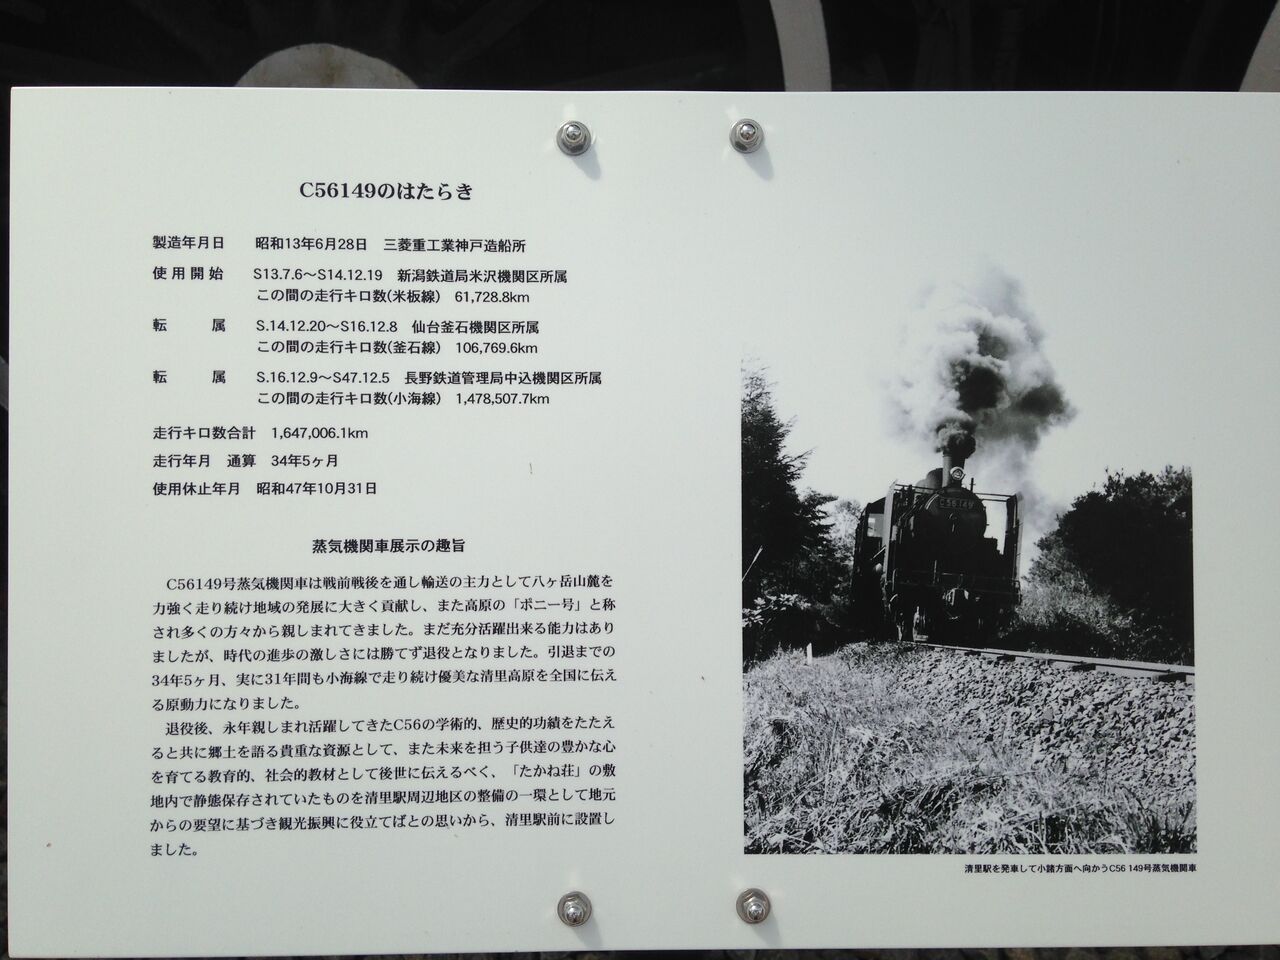 C56149のはたらき
製造年月日 昭和13年6月28日 三菱重工業神戸造船所
使用開始 S13.7.6〜S14.12.19 新潟鉄道局米沢機関区所属
この間の走行キロ数(米坂線) 61,728.8km
転 属 S.14.12.20〜S16.12.8 仙台釜石機関区所属
この間の走行キロ数(釜石線) 106,769.6km
転 属 S.16.12.9〜S47.12.5 長野鉄道管理局中込機関区所属
この間の走行キロ数(小海線) 1,478,507.7km
走行キロ数合計 1,647,006.1km
走行年月 通算 34年5ヶ月
使用休止年月 昭和47年10月31日
蒸気機関車展示の趣旨
C56149号蒸気機関車は戦前戦後を通し輸送の主力として八ヶ岳山麓を
力強く走り続け地域の発展に大きく貢献し、また高原の「ポニー号」と称
され多くの方々から親しまれてきました。まだ充分活躍出来る能力はあり
ましたが、時代の進歩の激しさには勝てず退役となりました。引退までの
34年5ヶ月、実に31年間も小海線で走り続け優美な清里高原を全国に伝え
る原動力になりました。
退役後、永年親しまれ活躍してきたC56の学術的、歴史的功績をたたえ
ると共に郷土を語る貴重な資源として、また未来を担う子供達の豊かな心
を育てる教育的、社会的教材として後世に伝えるべく、「たかね荘」の敷
地内で静態保存されていたものを清里駅周辺地区の整備の一環として地元
からの要望に基づき観光振興に役立てばとの思いから、清里駅前に設置し
ました。
C56 149
清里駅を発車して小諸方面へ向かうC56 149号蒸気機関車